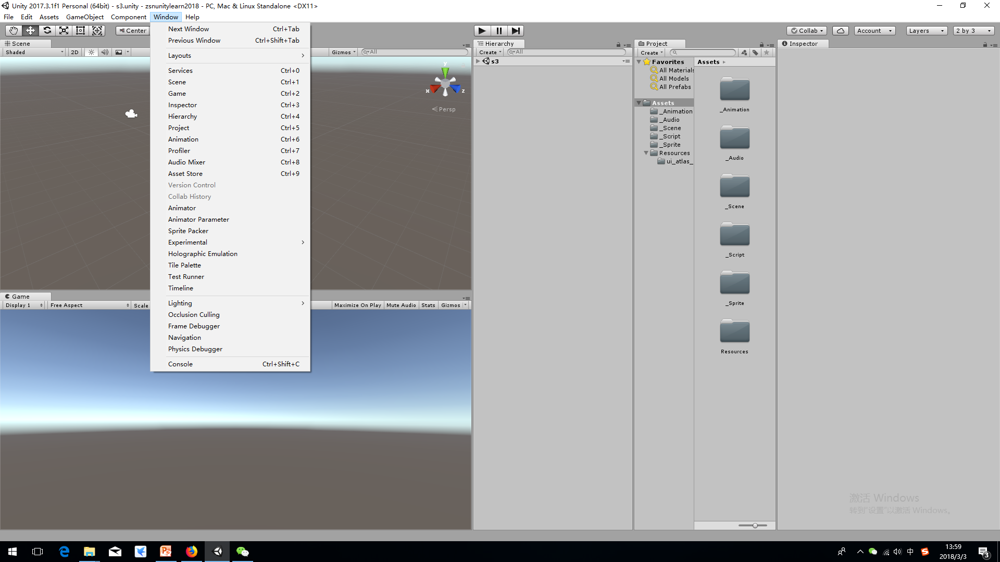 Unity 2017.3.1f1 Personal (64bit) - s3.unity - zsnunitylearn2018 - PC, Mac & Linux Standalone <DX11>
File Edit Assets GameObject Component Window Help
Center
Collab
Account
Layers
2 by 3
Next Window Ctrl+Tab
Previous Window Ctrl+Shift+Tab
Layouts
Services Ctrl+0
Scene Ctrl+1
Game Ctrl+2
Inspector Ctrl+3
Hierarchy Ctrl+4
Project Ctrl+5
Animation Ctrl+6
Profiler Ctrl+7
Audio Mixer Ctrl+8
Asset Store Ctrl+9
Version Control
Collab History
Animator
Animator Parameter
Sprite Packer
Experimental
Holographic Emulation
Tile Palette
Test Runner
Timeline
Lighting
Occlusion Culling
Frame Debugger
Navigation
Physics Debugger
Console Ctrl+Shift+C
Scene
Shaded 2D
Gizmos All
y
x z
Persp
Game
Display 1 Free Aspect Scale
Maximize On Play Mute Audio Stats Gizmos
Hierarchy
Create All
s3
Project
Create
Favorites
All Materials
All Models
All Prefabs
Assets
_Animation
_Audio
_Scene
_Script
_Sprite
Resources
ui_atlas_
Assets
_Animation
_Audio
_Scene
_Script
_Sprite
Resources
Inspector
激活 Windows
转到"设置"以激活 Windows。
中
13:59
2018/3/3
3